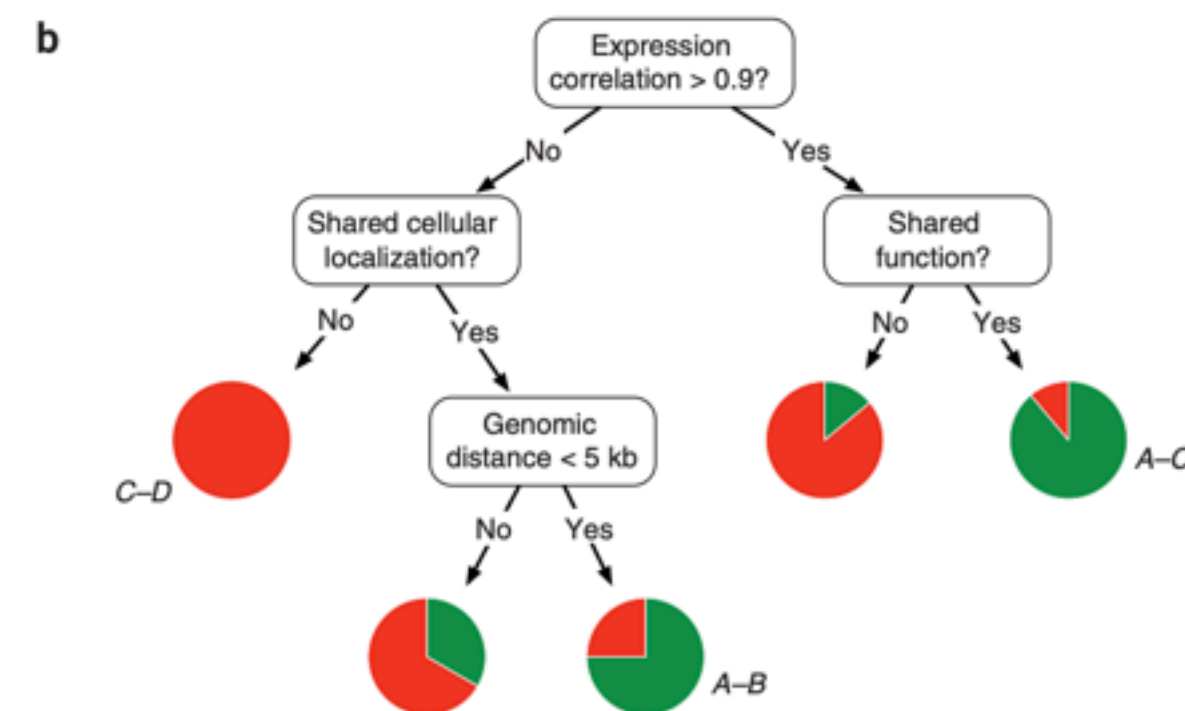 b
Expression
correlation > 0.9?
No
Yes
Shared cellular
localization?
Shared
function?
No
Yes
No
Yes
C–D
Genomic
distance < 5 kb
A–C
No
Yes
A–B